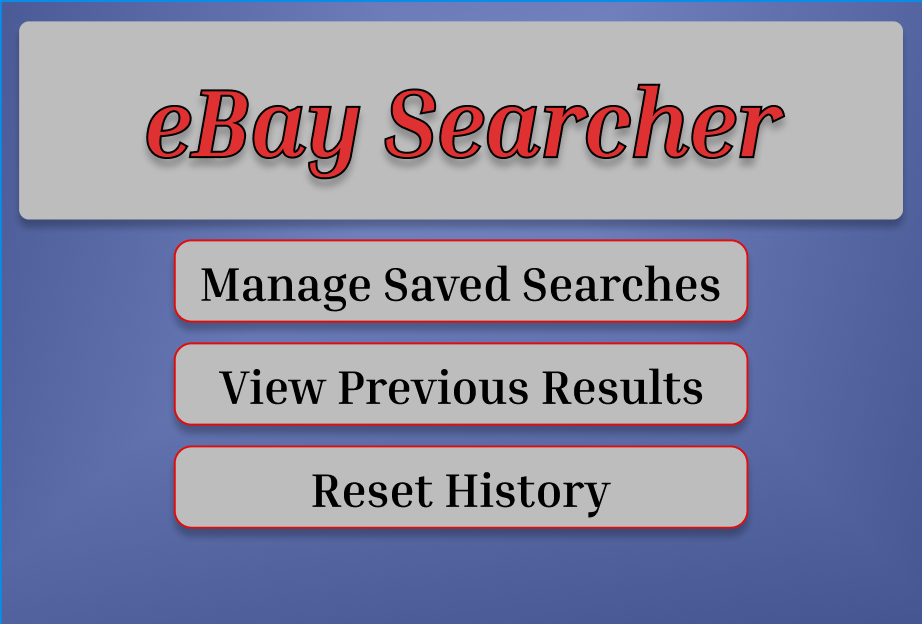 eBay Searcher
Manage Saved Searches
View Previous Results
Reset History